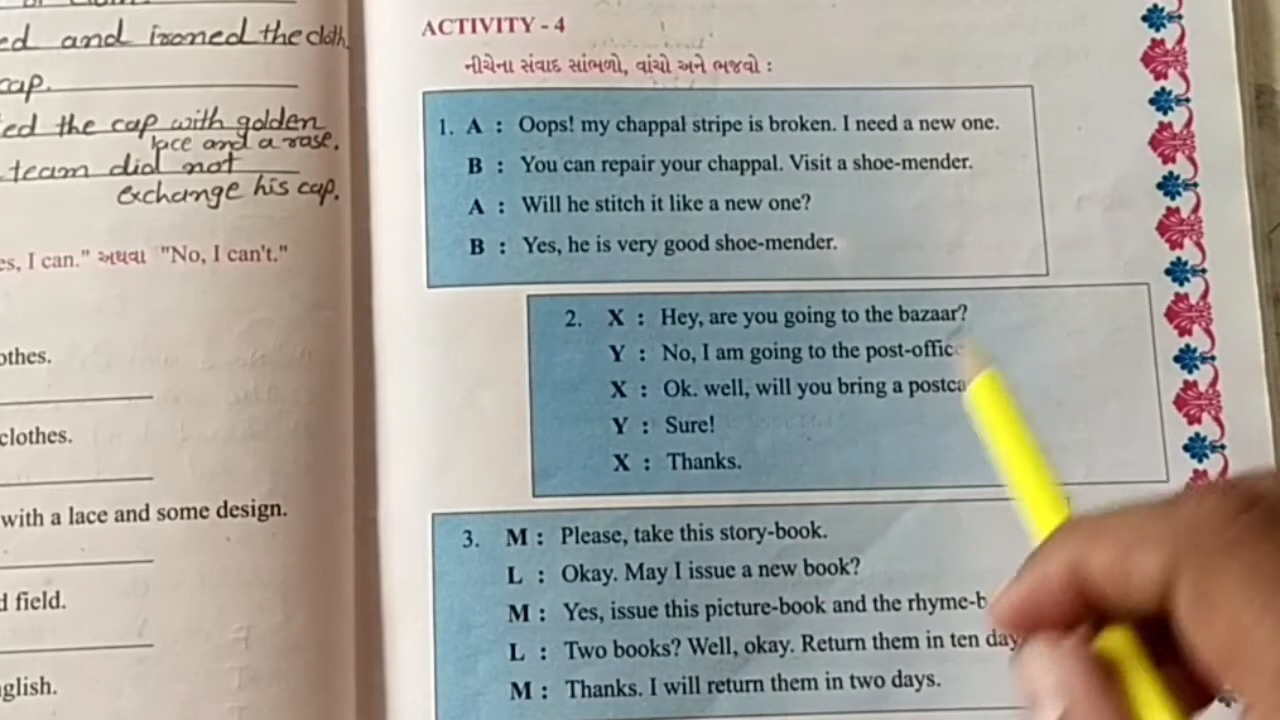 ed and ironed the cloth.
cap.
ed the cap with golden
lace and a rose.
team did not
exchange his cap.
es, I can." અથવા "No, I can't."
othes.
clothes.
with a lace and some design.
d field.
nglish.
ACTIVITY - 4
નીચેના સંવાદ સાંભળો, વાંચો અને ભજવો :
1. A : Oops! my chappal stripe is broken. I need a new one.
B : You can repair your chappal. Visit a shoe-mender.
A : Will he stitch it like a new one?
B : Yes, he is very good shoe-mender.
2. X : Hey, are you going to the bazaar?
Y : No, I am going to the post-office
X : Ok. well, will you bring a postca
Y : Sure!
X : Thanks.
3. M : Please, take this story-book.
L : Okay. May I issue a new book?
M : Yes, issue this picture-book and the rhyme-b
L : Two books? Well, okay. Return them in ten day
M : Thanks. I will return them in two days.